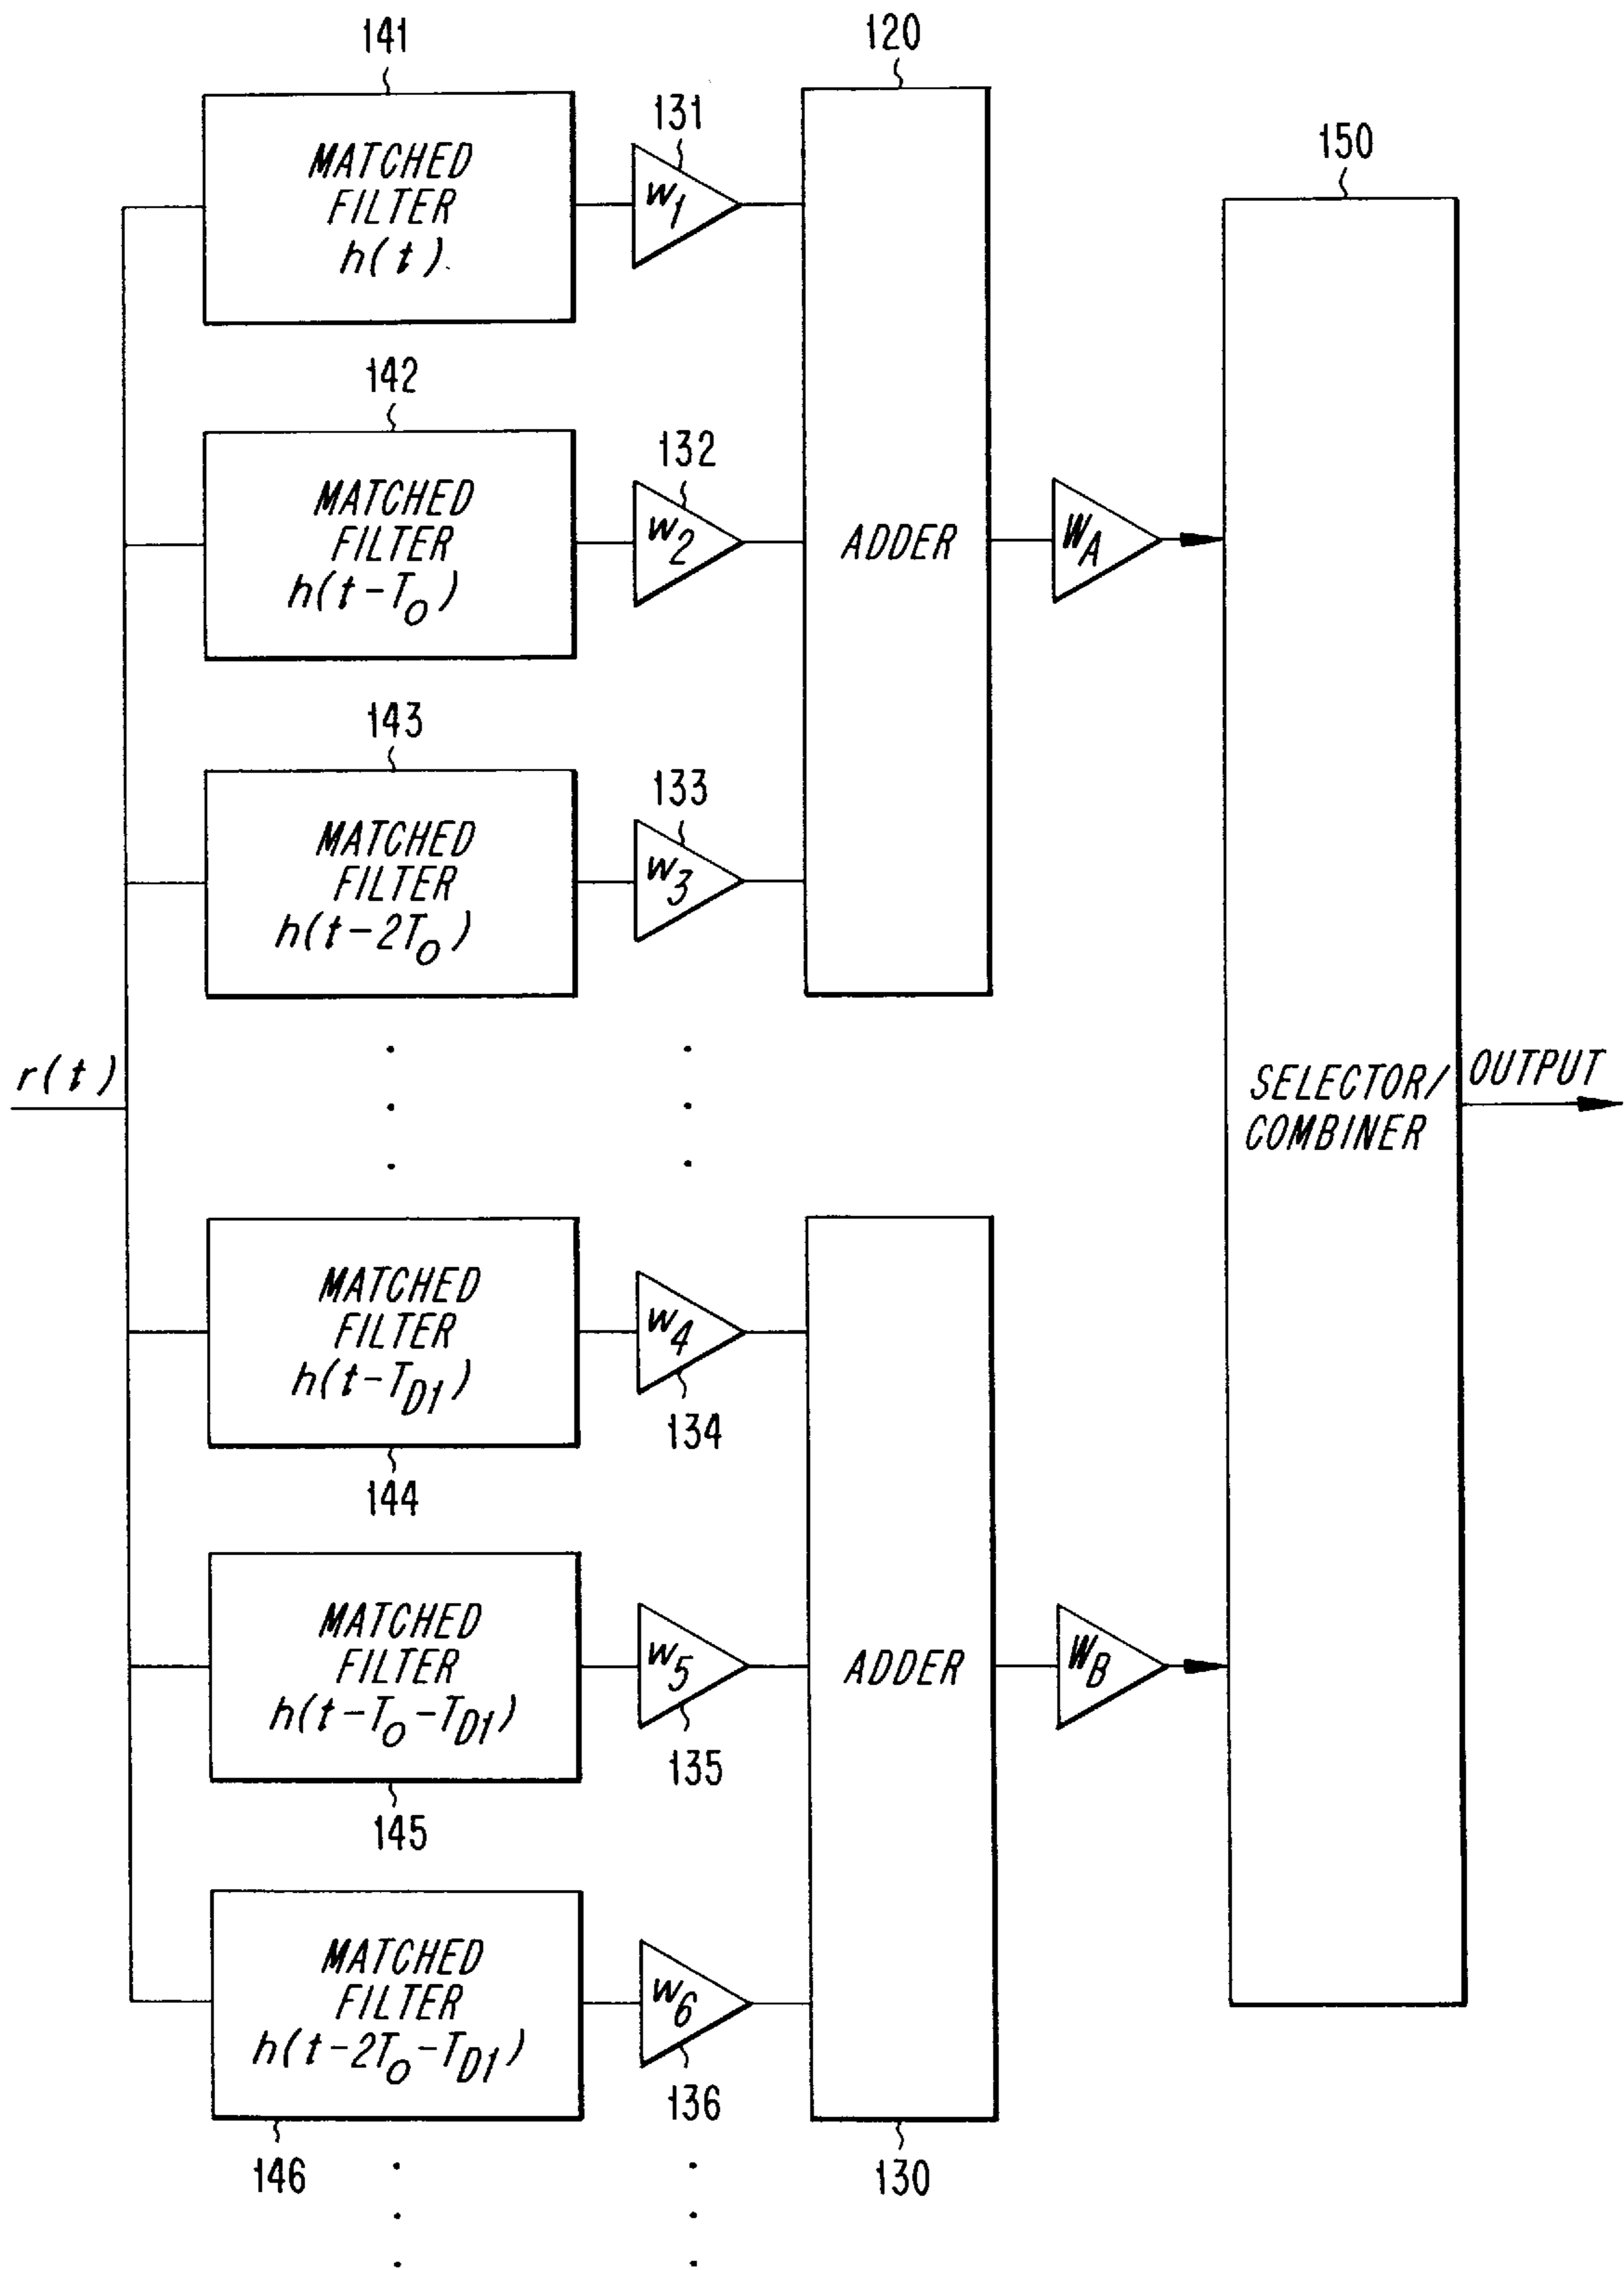 141
MATCHED
FILTER
h(t)
131
w1
120
ADDER
150
142
MATCHED
FILTER
h(t-To)
132
w2
WA
143
MATCHED
FILTER
h(t-2To)
133
w3
r(t)
SELECTOR/
COMBINER
OUTPUT
MATCHED
FILTER
h(t-TD1)
144
w4
134
MATCHED
FILTER
h(t-To-TD1)
145
w5
135
ADDER
WB
MATCHED
FILTER
h(t-2To-TD1)
146
w6
136
130